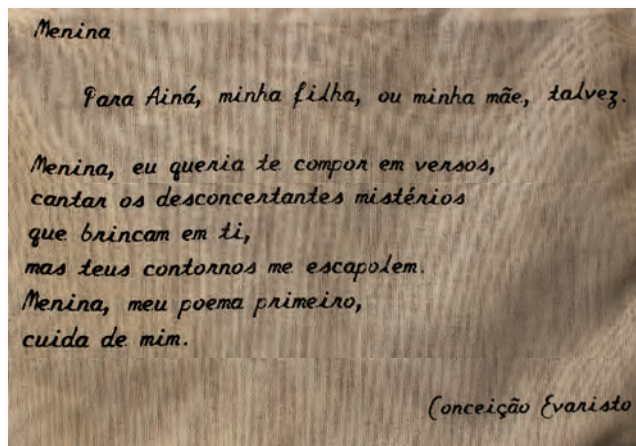 Menina
Para Ainá, minha filha, ou minha mãe, talvez.
Menina, eu queria te compor em versos,
cantar os desconcertantes mistérios
que brincam em ti,
mas teus contornos me escapolem.
Menina, meu poema primeiro,
cuida de mim.
Conceição Evaristo